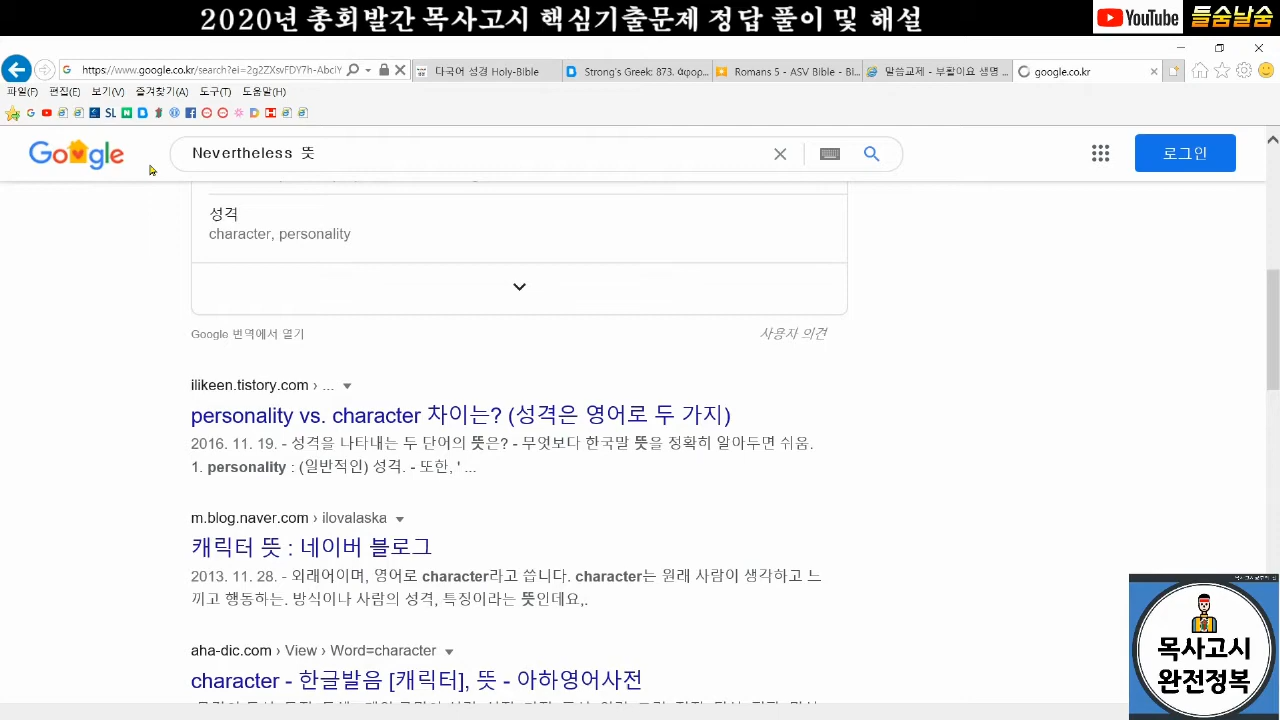 2020년 총회발간 목사고시 핵심기출문제 정답 풀이 및 해설
YouTube 들숨날숨
https://www.google.co.kr/search?ei=2g2ZXsvFDY7h-AbcIY
다국어 성경 Holy-Bible
Strong's Greek: 873. ἀφορ...
Romans 5 - ASV Bible - Bl...
말씀교제 - 부활이요 생명 ...
google.co.kr
파일(F) 편집(E) 보기(V) 즐겨찾기(A) 도구(T) 도움말(H)
Google
Nevertheless 뜻
로그인
성격
character, personality
Google 번역에서 열기
사용자 의견
ilikeen.tistory.com › ...
personality vs. character 차이는? (성격은 영어로 두 가지)
2016. 11. 19. - 성격을 나타내는 두 단어의 뜻은? - 무엇보다 한국말 뜻을 정확히 알아두면 쉬움.
1. personality : (일반적인) 성격. - 또한, ' ...
m.blog.naver.com › ilovalaska
캐릭터 뜻 : 네이버 블로그
2013. 11. 28. - 외래어이며, 영어로 character라고 씁니다. character는 원래 사람이 생각하고 느
끼고 행동하는. 방식이나 사람의 성격, 특징이라는 뜻인데요,.
aha-dic.com › View › Word=character
character - 한글발음 [캐릭터], 뜻 - 아하영어사전
목사고시
완전정복